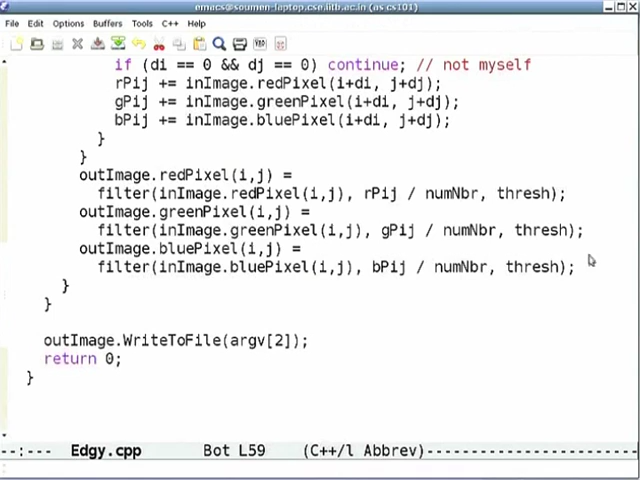 emacs@soumen-laptop.cse.iitb.ac.in (as cs101)
File Edit Options Buffers Tools C++ Help
if (di == 0 && dj == 0) continue; // not myself
rPij += inImage.redPixel(i+di, j+dj);
gPij += inImage.greenPixel(i+di, j+dj);
bPij += inImage.bluePixel(i+di, j+dj);
}
}
outImage.redPixel(i,j) =
filter(inImage.redPixel(i,j), rPij / numNbr, thresh);
outImage.greenPixel(i,j) =
filter(inImage.greenPixel(i,j), gPij / numNbr, thresh);
outImage.bluePixel(i,j) =
filter(inImage.bluePixel(i,j), bPij / numNbr, thresh);
}
}
outImage.WriteToFile(argv[2]);
return 0;
}
--:--- Edgy.cpp Bot L59 (C++/l Abbrev)------------------------